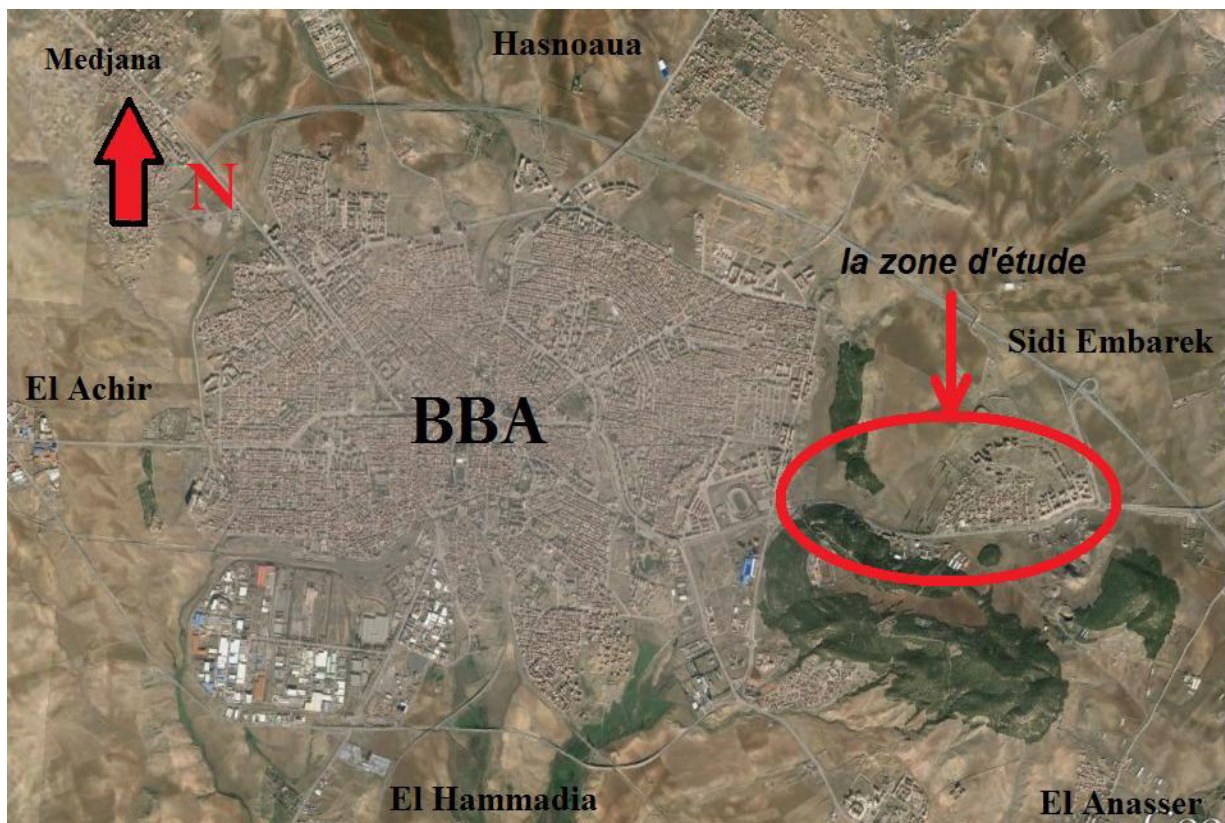 Hasnoaua
Medjana
N
la zone d'étude
Sidi Embarek
El Achir
BBA
El Hammadia
El Anasser